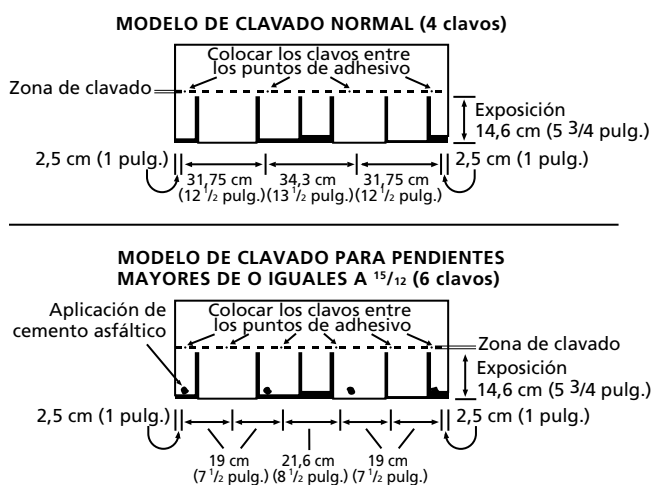 MODELO DE CLAVADO NORMAL (4 clavos)
Colocar los clavos entre
los puntos de adhesivo
Zona de clavado
Exposición
14,6 cm (5 3/4 pulg.)
2,5 cm (1 pulg.)
2,5 cm (1 pulg.)
31,75 cm
(12 1/2 pulg.)
34,3 cm
(13 1/2 pulg.)
31,75 cm
(12 1/2 pulg.)
MODELO DE CLAVADO PARA PENDIENTES
MAYORES DE O IGUALES A 15/12 (6 clavos)
Aplicación de
cemento asfáltico
Colocar los clavos entre
los puntos de adhesivo
Zona de clavado
Exposición
14,6 cm (5 3/4 pulg.)
2,5 cm (1 pulg.)
2,5 cm (1 pulg.)
19 cm
(7 1/2 pulg.)
21,6 cm
(8 1/2 pulg.)
19 cm
(7 1/2 pulg.)